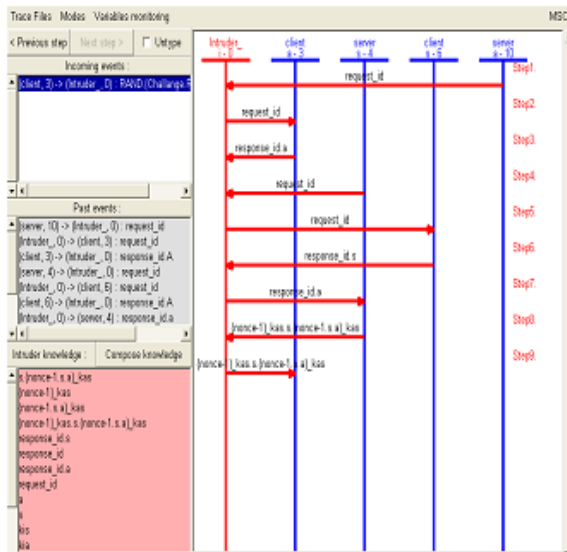 Trace Files Modes Variables monitoring MSC
< Previous step Next step > Untype
Incoming events :
(client, 3) -> (Intruder_, 0) : RAND.(Challange.
Past events :
(server, 10) -> (Intruder_, 0) : request_id
(Intruder_, 0) -> (client, 3) : request_id
(client, 3) -> (Intruder_, 0) : response_id.A
(server, 4) -> (Intruder_, 0) : request_id
(Intruder_, 0) -> (client, 6) : request_id
(client, 6) -> (Intruder_, 0) : response_id.A
(Intruder_, 0) -> (server, 4) : response_id.a
Intruder knowledge : Compose knowledge
s.(nonce-1.s.a)_kas
(nonce-1)_kas
(nonce-1.s.a)_kas
(nonce-1)_kas.s.(nonce-1.s.a)_kas
response_id.s
response_id
response_id.a
request_id
a
s
kis
kia
Intruder_ client server client server
i - 0 a - 3 s - 4 s - 6 a - 10
Step1.
request_id
Step2.
request_id
Step3.
response_id.a
Step4.
request_id
Step5.
request_id
Step6.
response_id.s
Step7.
response_id.a
Step8.
(nonce-1)_kas.s.(nonce-1.s.a)_kas
Step9.
(nonce-1)_kas.s.(nonce-1.s.a)_kas